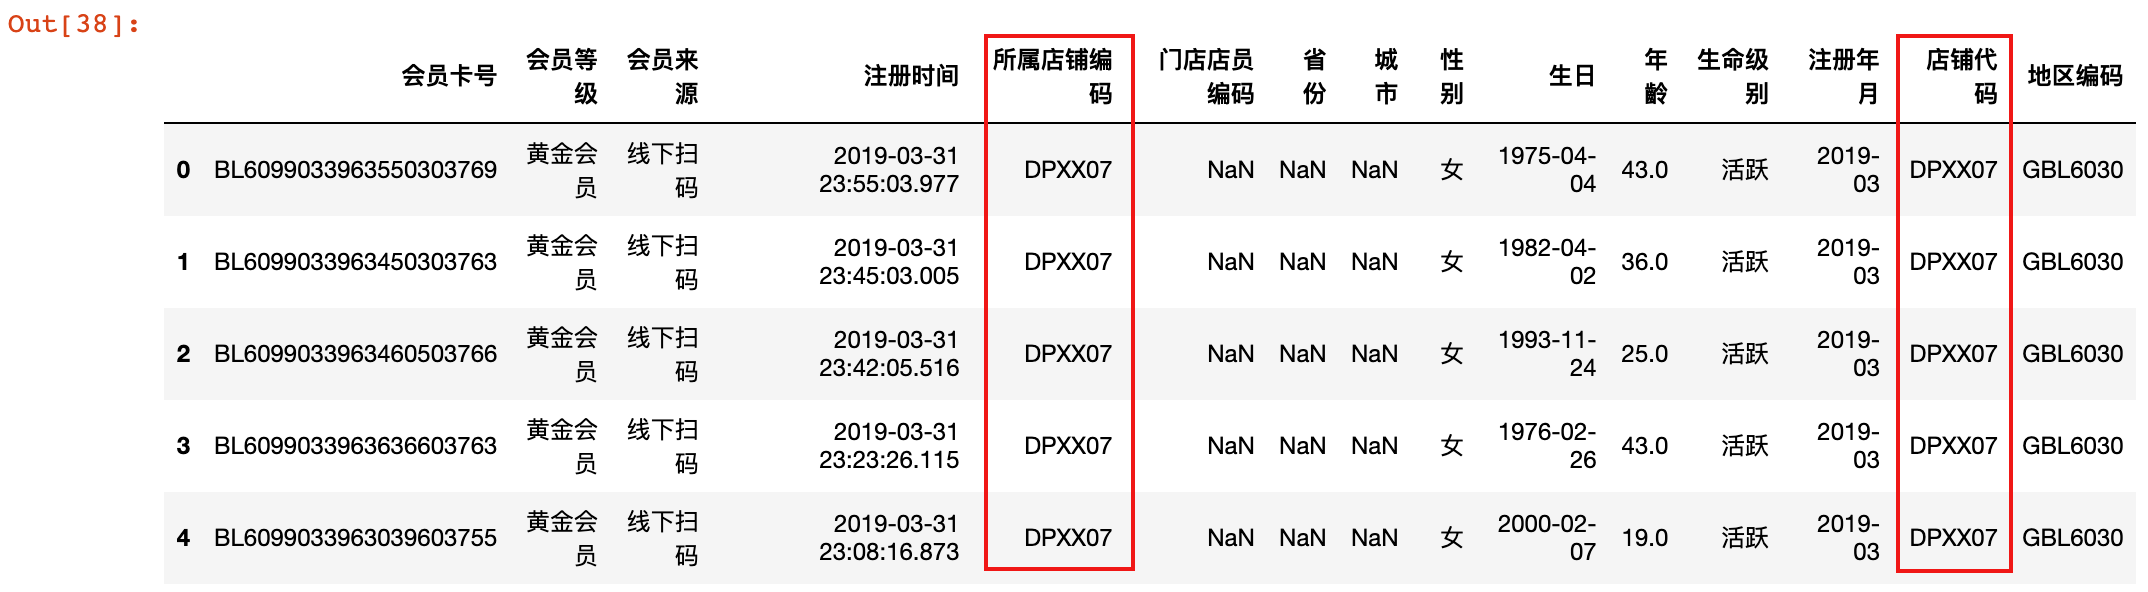 Out[38]:
会员卡号 会员等级 会员来源 注册时间 所属店铺编码 门店店员编码 省份 城市 性别 生日 年龄 生命级别 注册年月 店铺代码 地区编码
0 BL6099033963550303769 黄金会员 线下扫码 2019-03-31 23:55:03.977 DPXX07 NaN NaN NaN 女 1975-04-04 43.0 活跃 2019-03 DPXX07 GBL6030
1 BL6099033963450303763 黄金会员 线下扫码 2019-03-31 23:45:03.005 DPXX07 NaN NaN NaN 女 1982-04-02 36.0 活跃 2019-03 DPXX07 GBL6030
2 BL6099033963460503766 黄金会员 线下扫码 2019-03-31 23:42:05.516 DPXX07 NaN NaN NaN 女 1993-11-24 25.0 活跃 2019-03 DPXX07 GBL6030
3 BL6099033963636603763 黄金会员 线下扫码 2019-03-31 23:23:26.115 DPXX07 NaN NaN NaN 女 1976-02-26 43.0 活跃 2019-03 DPXX07 GBL6030
4 BL6099033963039603755 黄金会员 线下扫码 2019-03-31 23:08:16.873 DPXX07 NaN NaN NaN 女 2000-02-07 19.0 活跃 2019-03 DPXX07 GBL6030